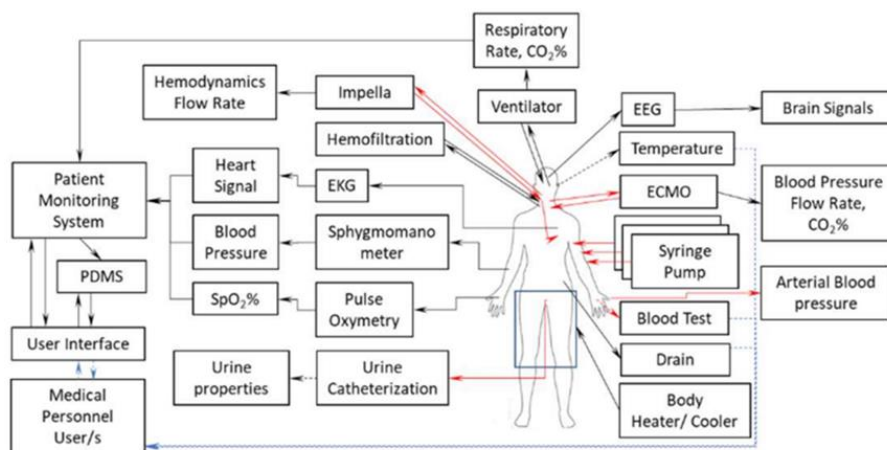 Respiratory
Rate, CO₂%
Hemodynamics
Flow Rate
Impella
Ventilator
EEG
Brain Signals
Hemofiltration
Temperature
Patient
Monitoring
System
Heart
Signal
EKG
ECMO
Blood Pressure
Flow Rate,
CO₂%
Blood
Pressure
Sphygmomano
meter
Syringe
Pump
PDMS
SpO₂%
Pulse
Oxymetry
Arterial Blood
pressure
Blood Test
User Interface
Drain
Urine
properties
Urine
Catheterization
Medical
Personnel
User/s
Body
Heater/ Cooler